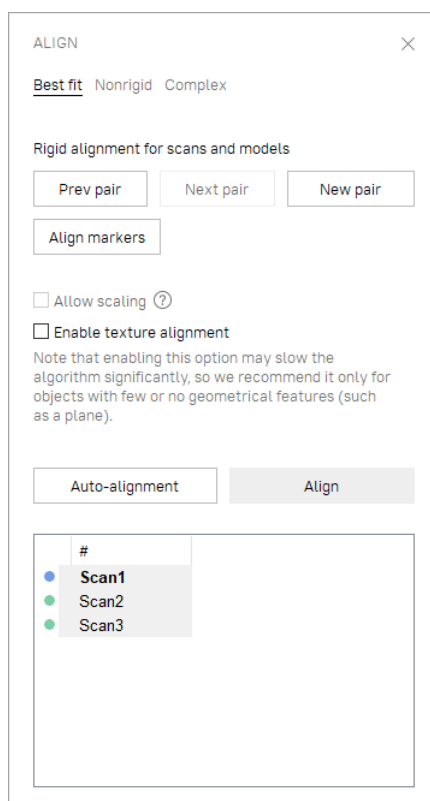 ALIGN
Best fit Nonrigid Complex
Rigid alignment for scans and models
Prev pair Next pair New pair
Align markers
Allow scaling ?
Enable texture alignment
Note that enabling this option may slow the
algorithm significantly, so we recommend it only for
objects with few or no geometrical features (such
as a plane).
Auto-alignment Align
#
Scan1
Scan2
Scan3